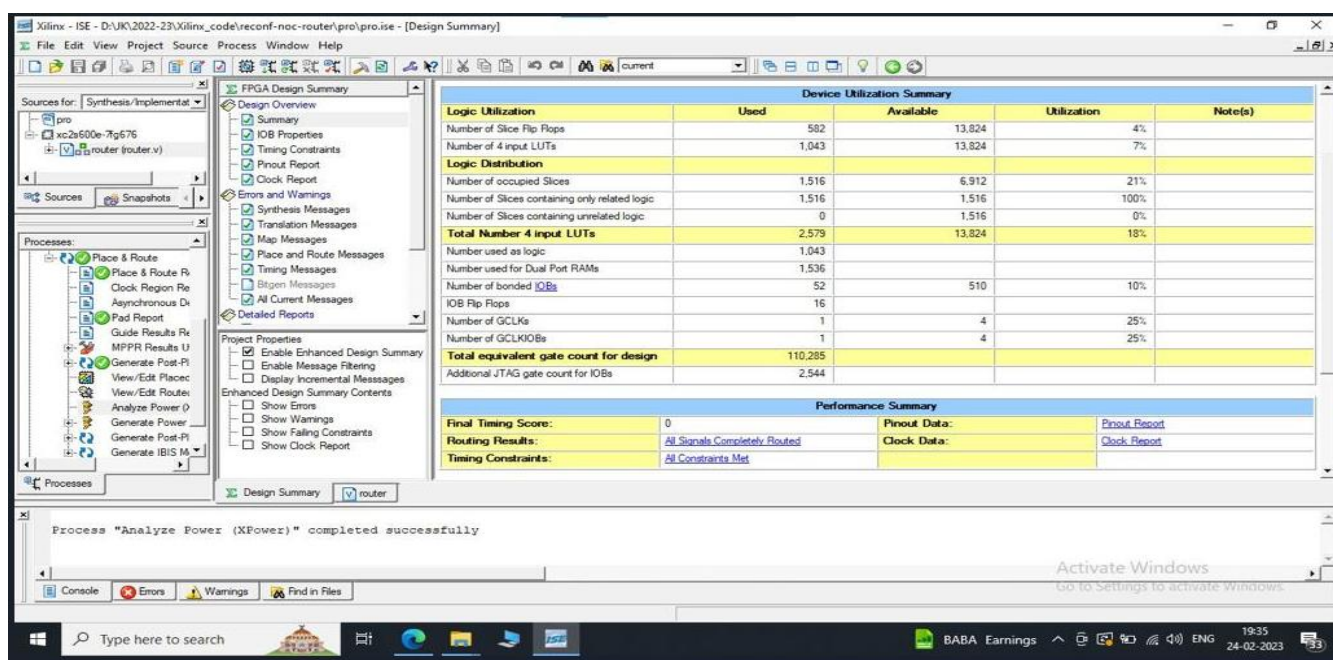 Xilinx - ISE - D:\JK\2022-23\Xilinx_code\reconf-noc-router\pro\pro.ise - [Design Summary]
File Edit View Project Source Process Window Help
current
Sources for: Synthesis/Implementat
pro
xc2s600e-7fg676
router (router.v)
Sources Snapshots
Processes:
Place & Route
Place & Route R
Clock Region Re
Asynchronous De
Pad Report
Guide Results Re
MPPR Results U
Generate Post-Pl
View/Edit Placed
View/Edit Routed
Analyze Power (X
Generate Power
Generate Post-Pl
Generate IBIS M
Processes
FPGA Design Summary
Design Overview
Summary
IOB Properties
Timing Constraints
Pinout Report
Clock Report
Errors and Warnings
Synthesis Messages
Translation Messages
Map Messages
Place and Route Messages
Timing Messages
Bitgen Messages
All Current Messages
Detailed Reports
Project Properties
Enable Enhanced Design Summary
Enable Message Filtering
Display Incremental Messsages
Enhanced Design Summary Contents
Show Errors
Show Warnings
Show Failing Constraints
Show Clock Report
Device Utilization Summary
Logic Utilization Used Available Utilization Note(s)
Number of Slice Flip Flops 582 13,824 4%
Number of 4 input LUTs 1,043 13,824 7%
Logic Distribution
Number of occupied Slices 1,516 6,912 21%
Number of Slices containing only related logic 1,516 1,516 100%
Number of Slices containing unrelated logic 0 1,516 0%
Total Number 4 input LUTs 2,579 13,824 18%
Number used as logic 1,043
Number used for Dual Port RAMs 1,536
Number of bonded IOBs 52 510 10%
IOB Flip Flops 16
Number of GCLKs 1 4 25%
Number of GCLKIOBs 1 4 25%
Total equivalent gate count for design 110,285
Additional JTAG gate count for IOBs 2,544
Performance Summary
Final Timing Score: 0 Pinout Data: Pinout Report
Routing Results: All Signals Completely Routed Clock Data: Clock Report
Timing Constraints: All Constraints Met
Design Summary router
Process "Analyze Power (XPower)" completed successfully
Activate Windows
Go to Settings to activate Windows.
Console Errors Warnings Find in Files
Type here to search
ISE
BABA Earnings
ENG
19:35
24-02-2023
33